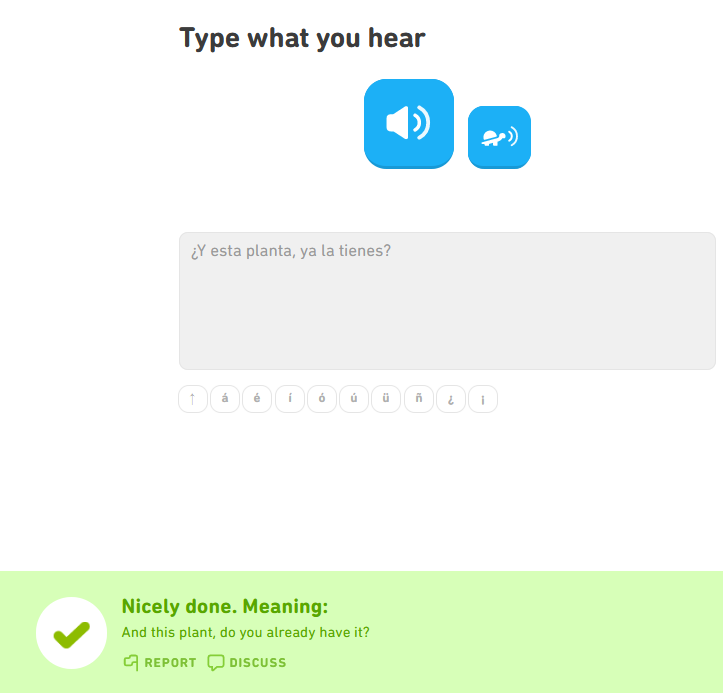 Type what you hear
¿Y esta planta, ya la tienes?
↑ á é í ó ú ü ñ ¿ ¡
Nicely done. Meaning:
And this plant, do you already have it?
REPORT DISCUSS